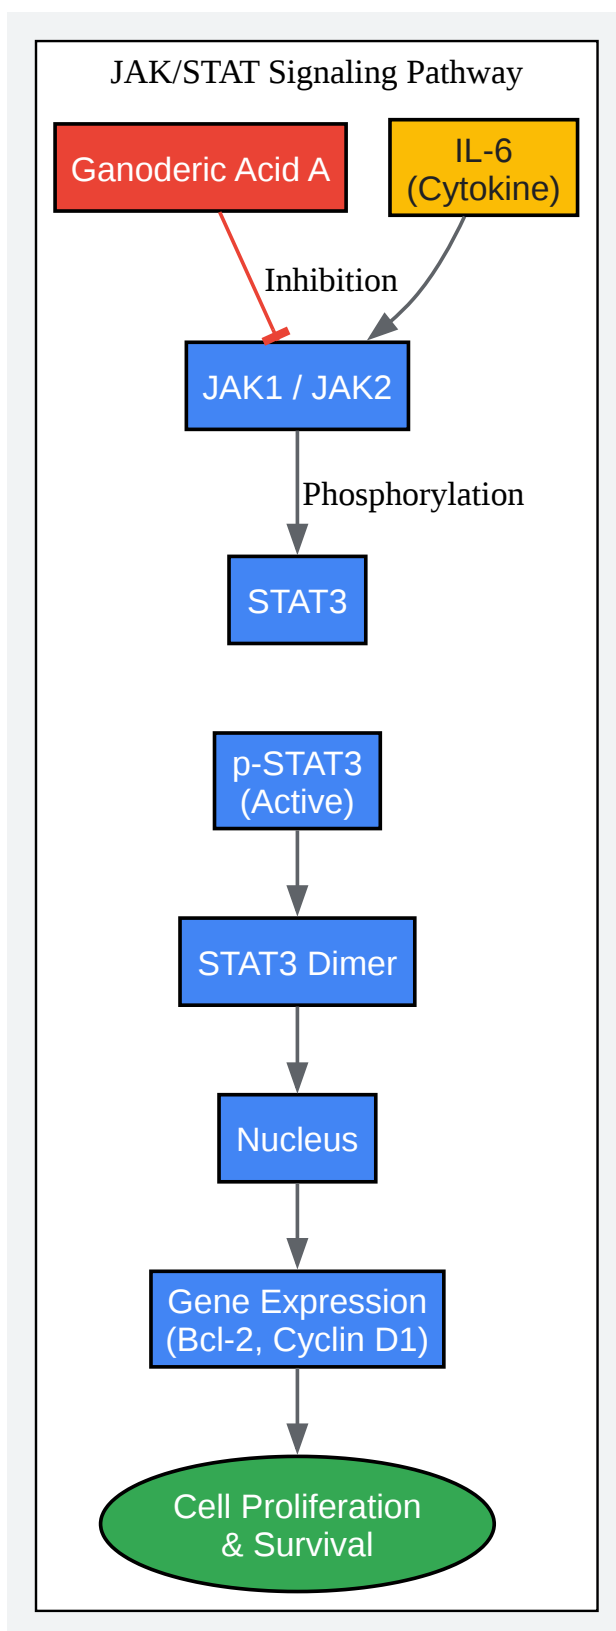 JAK/STAT Signaling Pathway
Ganoderic Acid A
IL-6
(Cytokine)
Inhibition
JAK1 / JAK2
Phosphorylation
STAT3
p-STAT3
(Active)
STAT3 Dimer
Nucleus
Gene Expression
(Bcl-2, Cyclin D1)
Cell Proliferation
& Survival